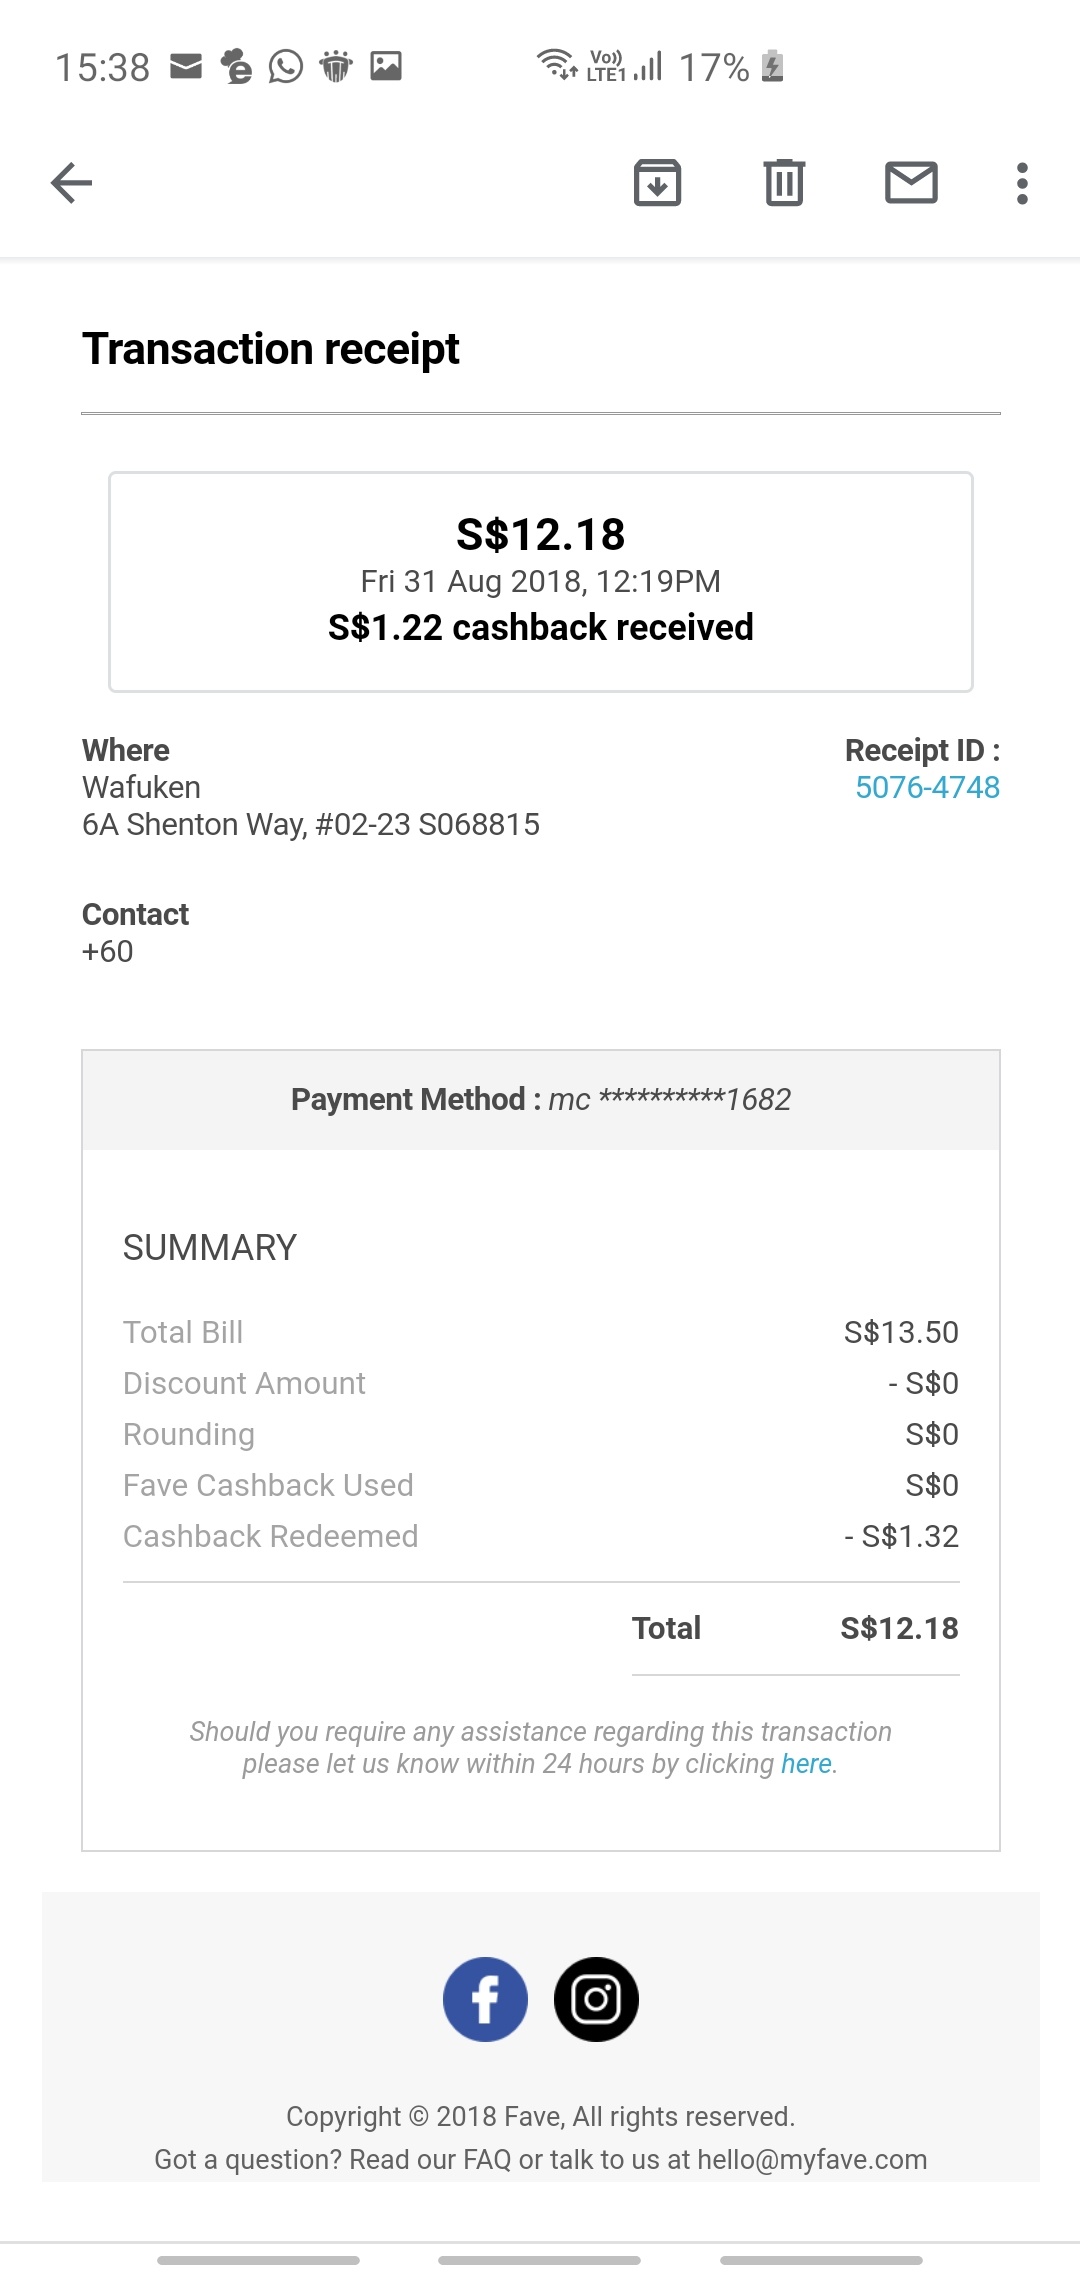 15:38
Vo)) LTE1 17%
Transaction receipt
S$12.18
Fri 31 Aug 2018, 12:19PM
S$1.22 cashback received
Where Receipt ID :
Wafuken 5076-4748
6A Shenton Way, #02-23 S068815
Contact
+60
Payment Method : mc **********1682
SUMMARY
Total Bill S$13.50
Discount Amount - S$0
Rounding S$0
Fave Cashback Used S$0
Cashback Redeemed - S$1.32
Total S$12.18
Should you require any assistance regarding this transaction
please let us know within 24 hours by clicking here.
Copyright © 2018 Fave, All rights reserved.
Got a question? Read our FAQ or talk to us at hello@myfave.com